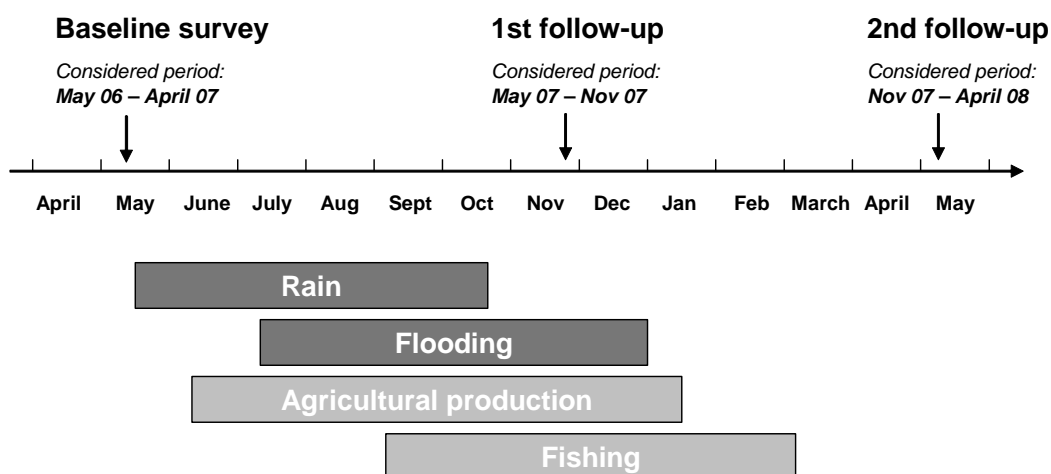 Baseline survey
Considered period:
May 06 – April 07
1st follow-up
Considered period:
May 07 – Nov 07
2nd follow-up
Considered period:
Nov 07 – April 08
April May June July Aug Sept Oct Nov Dec Jan Feb March April May
Rain
Flooding
Agricultural production
Fishing